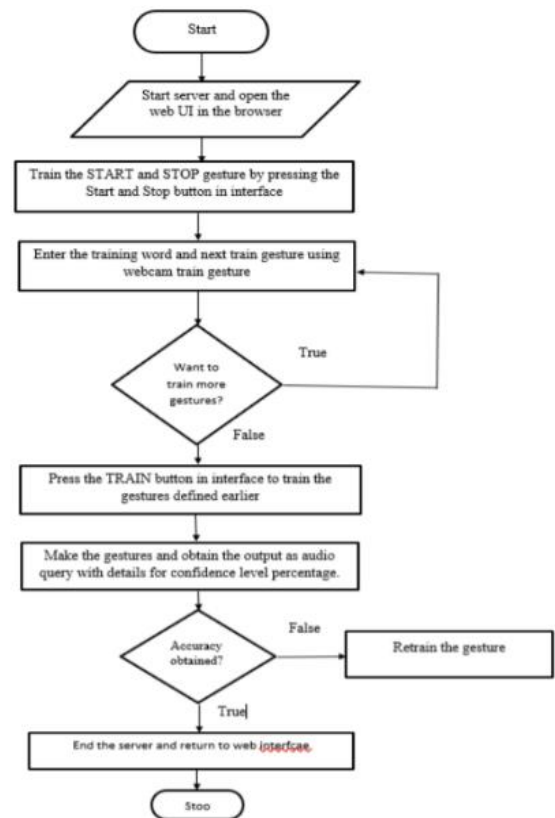 Start
Start server and open the
web UI in the browser
Train the START and STOP gesture by pressing the
Start and Stop button in interface
Enter the training word and next train gesture using
webcam train gesture
True
Want to
train more
gestures?
False
Press the TRAIN button in interface to train the
gestures defined earlier
Make the gestures and obtain the output as audio
query with details for confidence level percentage.
False
Accuracy
obtained?
Retrain the gesture
True
End the server and return to web interfcae
Stoo